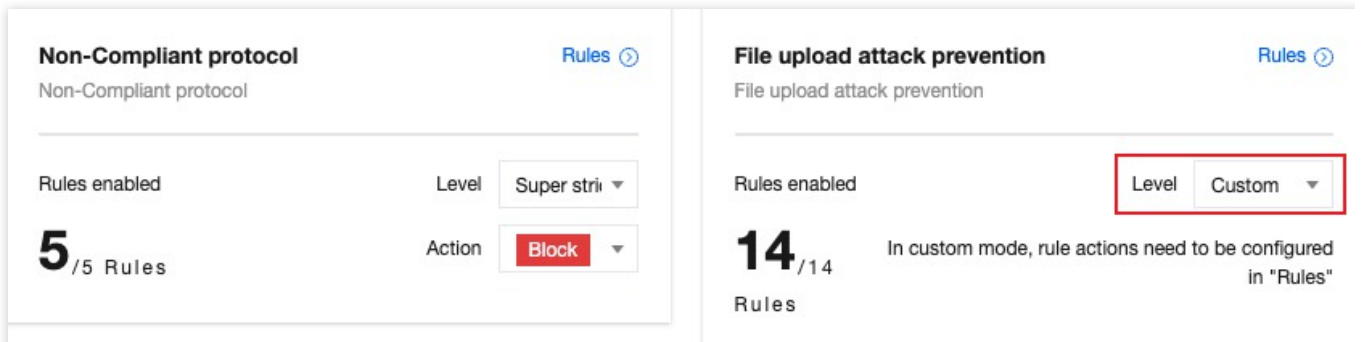 Non-Compliant protocol
Rules
Non-Compliant protocol
Rules enabled
Level
Super stri
5/5 Rules
Action
Block
File upload attack prevention
Rules
File upload attack prevention
Rules enabled
Level
Custom
14/14
Rules
In custom mode, rule actions need to be configured
in "Rules"